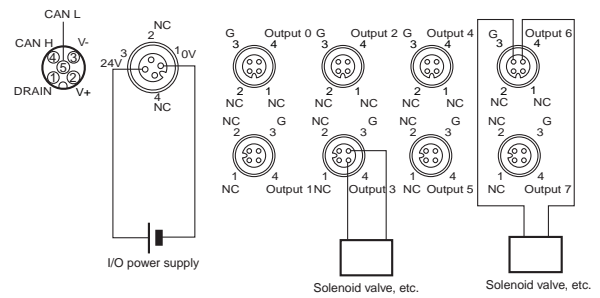 CAN L
CAN H
V-
4
3
5
1
2
DRAIN
V+
NC
2
3
1
24V
0V
4
NC
I/O power supply
G
Output 0
3
4
2
1
NC
NC
G
Output 2
3
4
2
1
NC
NC
G
Output 4
3
4
2
1
NC
NC
G
Output 6
3
4
2
1
NC
NC
NC
G
2
3
1
4
NC
Output 1
NC
G
2
3
1
4
NC
Output 3
NC
G
2
3
1
4
NC
Output 5
NC
G
2
3
1
4
NC
Output 7
Solenoid valve, etc.
Solenoid valve, etc.